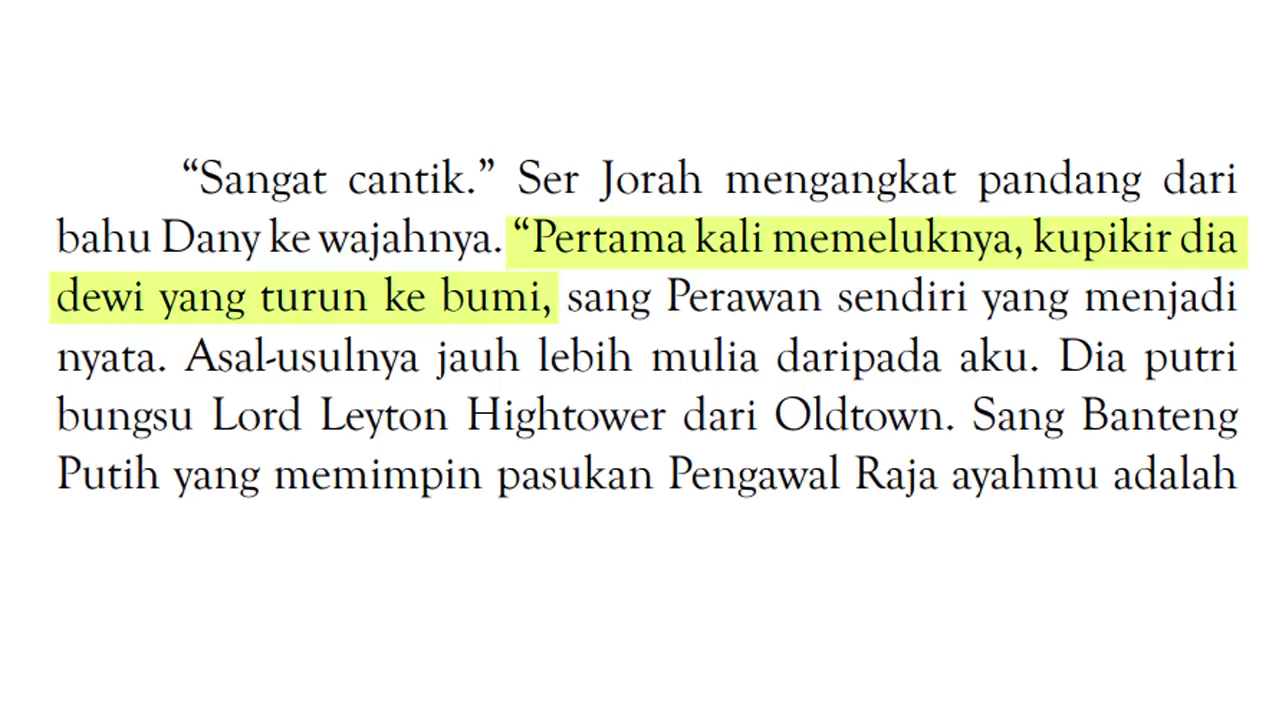 “Sangat cantik.” Ser Jorah mengangkat pandang dari
bahu Dany ke wajahnya. “Pertama kali memeluknya, kupikir dia
dewi yang turun ke bumi, sang Perawan sendiri yang menjadi
nyata. Asal-usulnya jauh lebih mulia daripada aku. Dia putri
bungsu Lord Leyton Hightower dari Oldtown. Sang Banteng
Putih yang memimpin pasukan Pengawal Raja ayahmu adalah